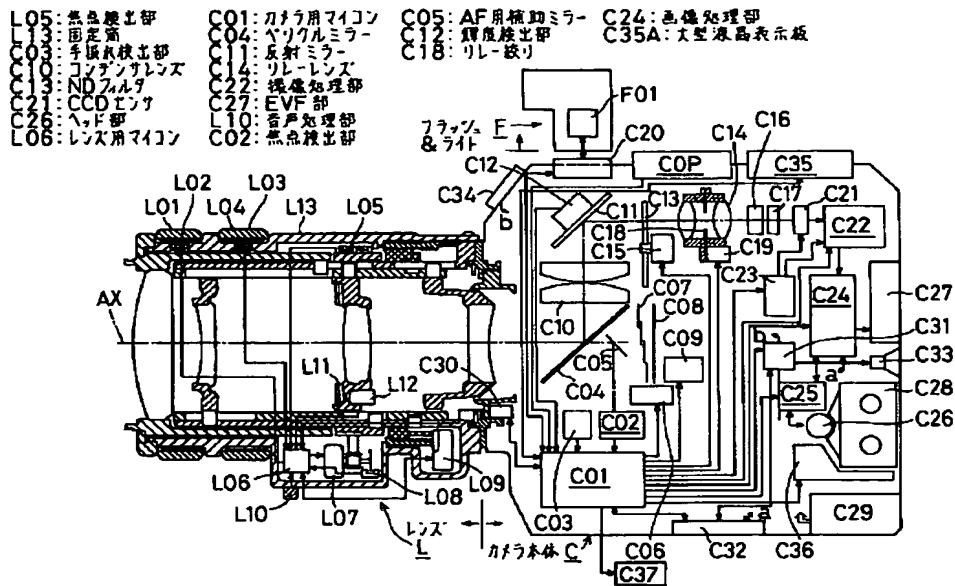 L05:焦点検出部
L13:固定筒
C03:手振れ検出部
C10:コンデンサレンズ
C13:NDフィルタ
C21:CCDセンサ
C26:ヘッド部
L06:レンズ用マイコン
C01:カメラ用マイコン
C04:ペリクルミラー
C11:反射ミラー
C14:リレーレンズ
C22:撮像処理部
C27:EVF部
L10:音声処理部
C02:焦点検出部
C05:AF用補助ミラー
C12:輝度検出部
C18:リレー絞り
C24:画像処理部
C35A:大型液晶表示板
F01
フラッシュ F
&ライト
C20
C12
C34
b
C0P
C35
C16
C14
C11
C13
C17
C21
C18
C22
C15
C19
C23
L02
L03
L01
L04
L13
L05
AX
C07
C08
C10
C09
C24
C27
C31
C05
C30
C04
b
C33
C25
a
C28
C26
L11
L12
C02
C01
L06
L10
L07
L08
L09
C03
C06
C32
a
C36
C29
レンズ
L
カメラ本体 C
C37